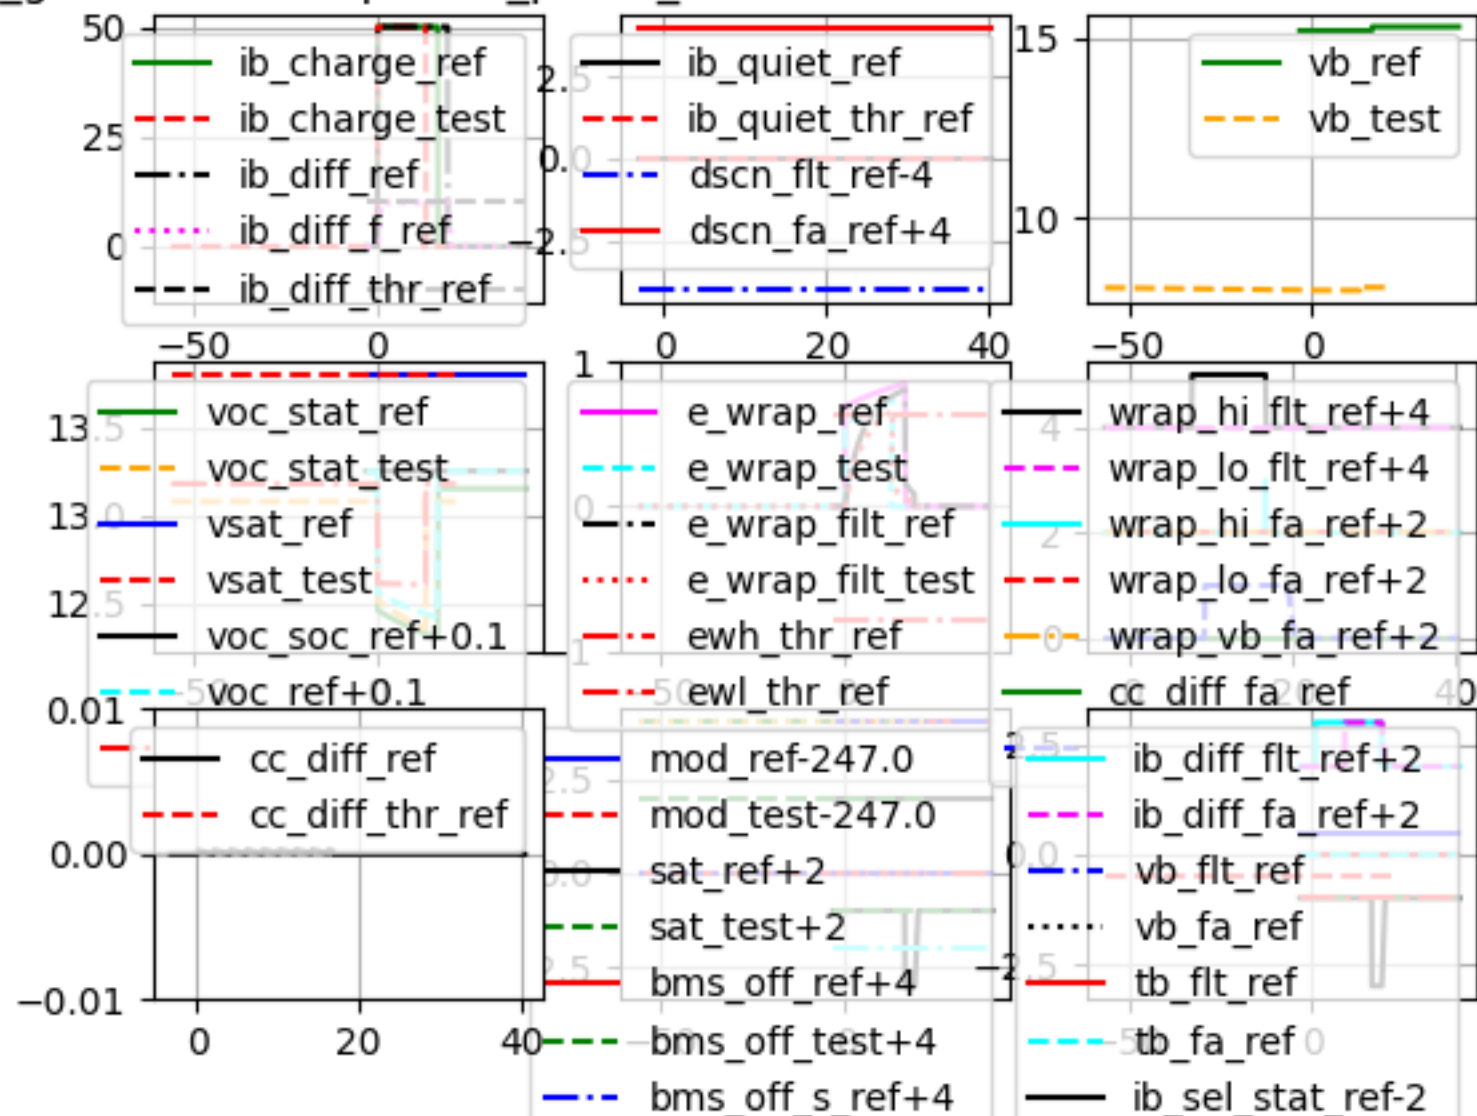 50
25
0
ib_charge_ref
ib_charge_test
ib_diff_ref
ib_diff_f_ref
ib_diff_thr_ref
−50 0
2.5
0.0
−2.5
ib_quiet_ref
ib_quiet_thr_ref
dscn_flt_ref-4
dscn_fa_ref+4
0 20 40
15
10
vb_ref
vb_test
−50 0
13.5
13.0
12.5
voc_stat_ref
voc_stat_test
vsat_ref
vsat_test
voc_soc_ref+0.1
voc_ref+0.1
1
0
e_wrap_ref
e_wrap_test
e_wrap_filt_ref
e_wrap_filt_test
ewh_thr_ref
ewl_thr_ref
4
2
0
wrap_hi_flt_ref+4
wrap_lo_flt_ref+4
wrap_hi_fa_ref+2
wrap_lo_fa_ref+2
wrap_vb_fa_ref+2
cc_diff_fa_ref
20 40
0.01
0.00
−0.01
cc_diff_ref
cc_diff_thr_ref
0 20 40
mod_ref-247.0
mod_test-247.0
sat_ref+2
sat_test+2
bms_off_ref+4
bms_off_test+4
bms_off_s_ref+4
ib_diff_flt_ref+2
ib_diff_fa_ref+2
vb_flt_ref
vb_fa_ref
tb_flt_ref
tb_fa_ref
ib_sel_stat_ref-2